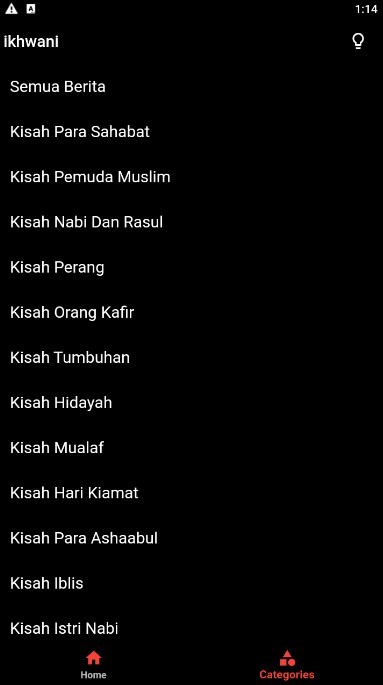 1:14
ikhwani
Semua Berita
Kisah Para Sahabat
Kisah Pemuda Muslim
Kisah Nabi Dan Rasul
Kisah Perang
Kisah Orang Kafir
Kisah Tumbuhan
Kisah Hidayah
Kisah Mualaf
Kisah Hari Kiamat
Kisah Para Ashaabul
Kisah Iblis
Kisah Istri Nabi
Home
Categories